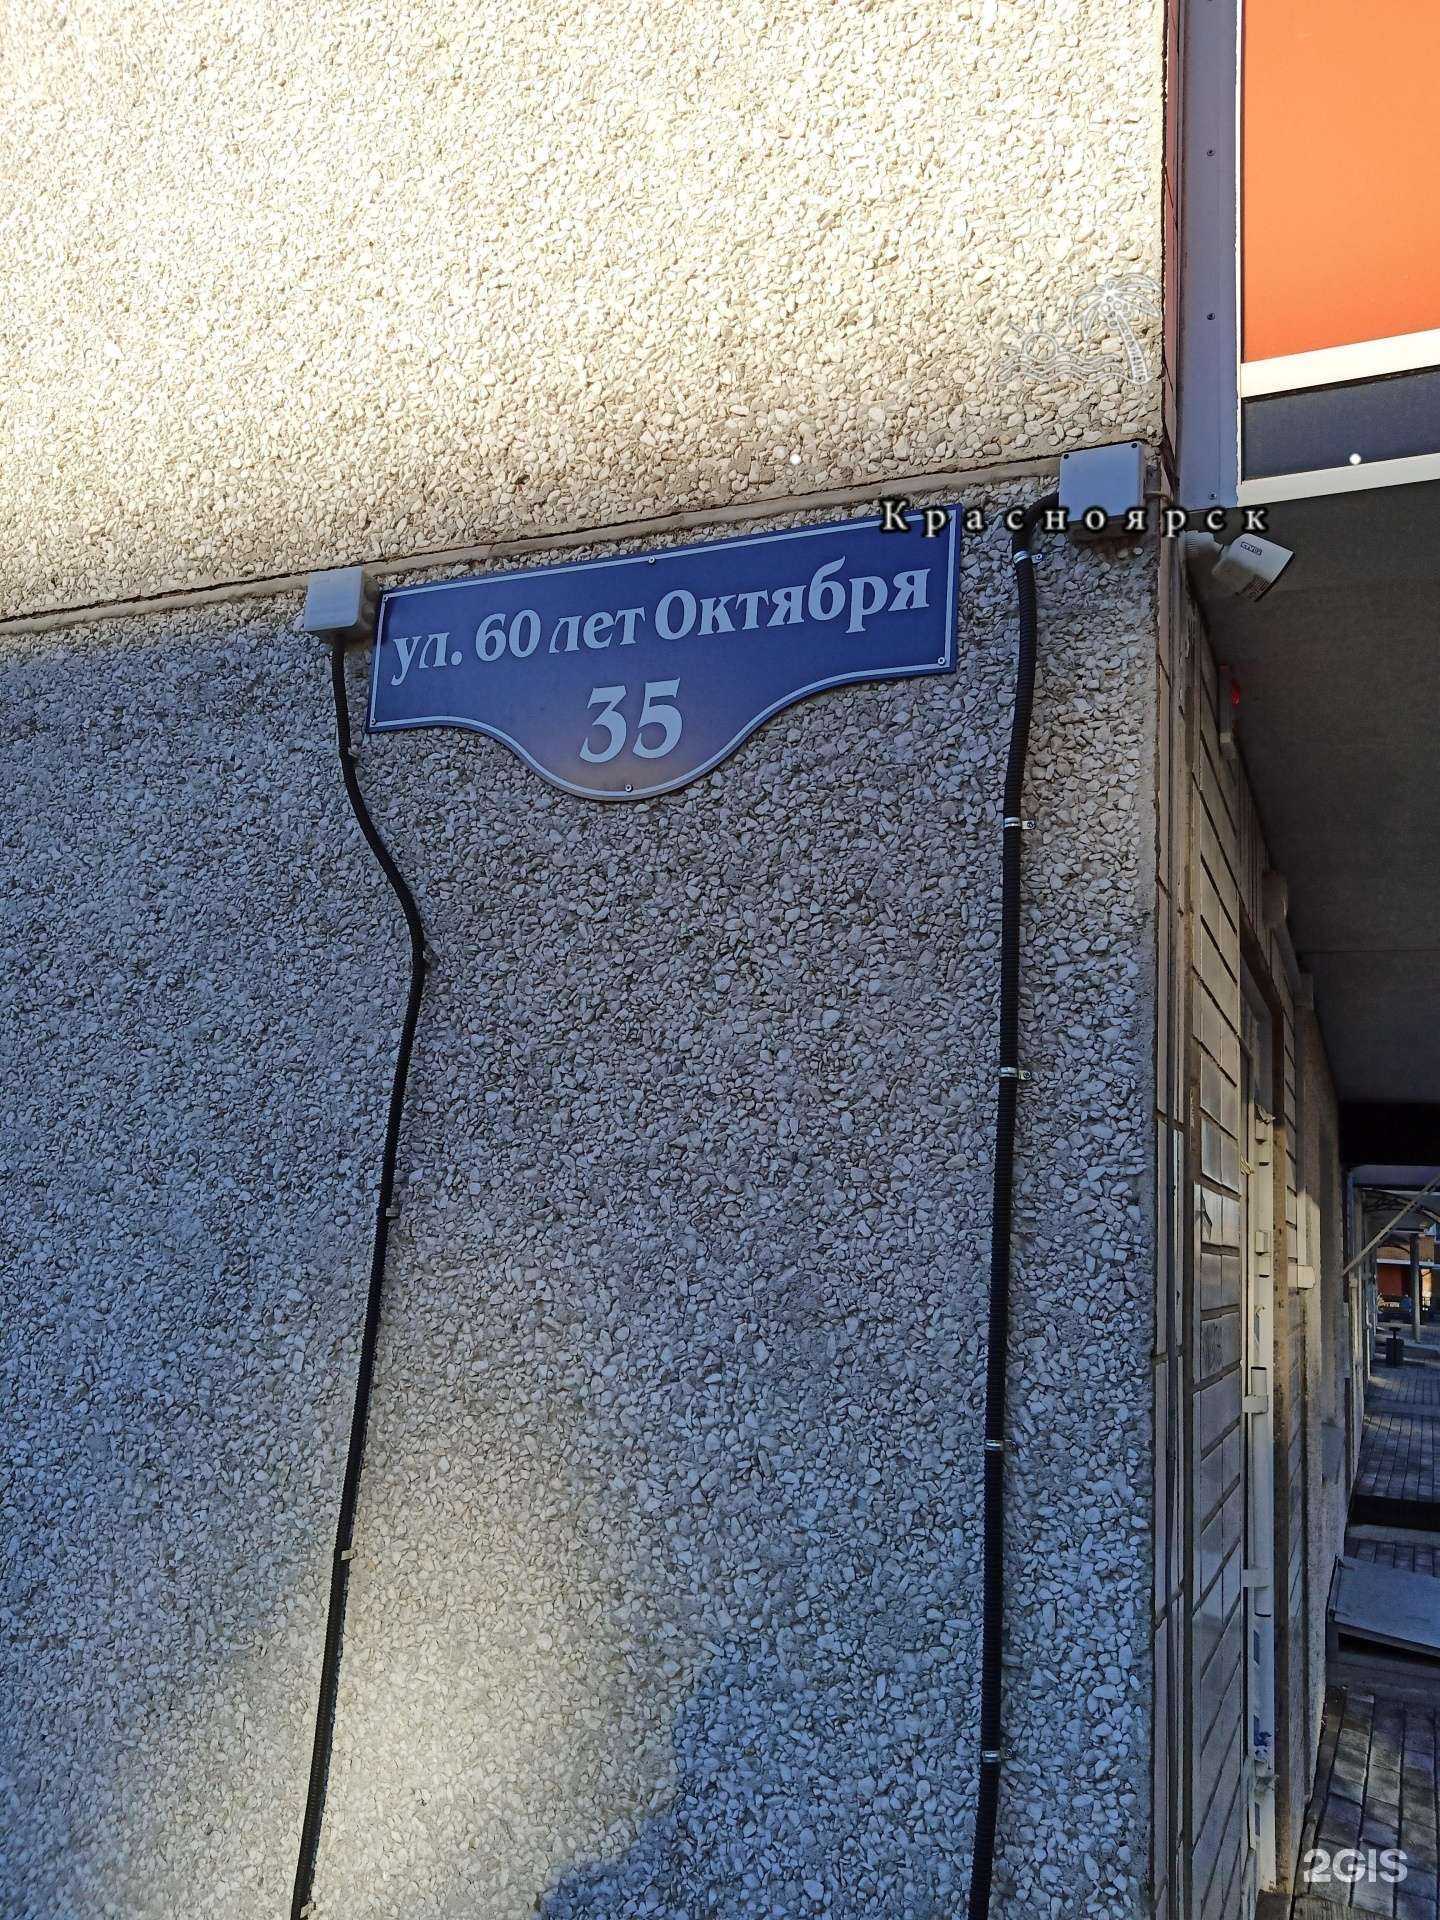 Красноярск
ул. 60 лет Октября
35
2GIS